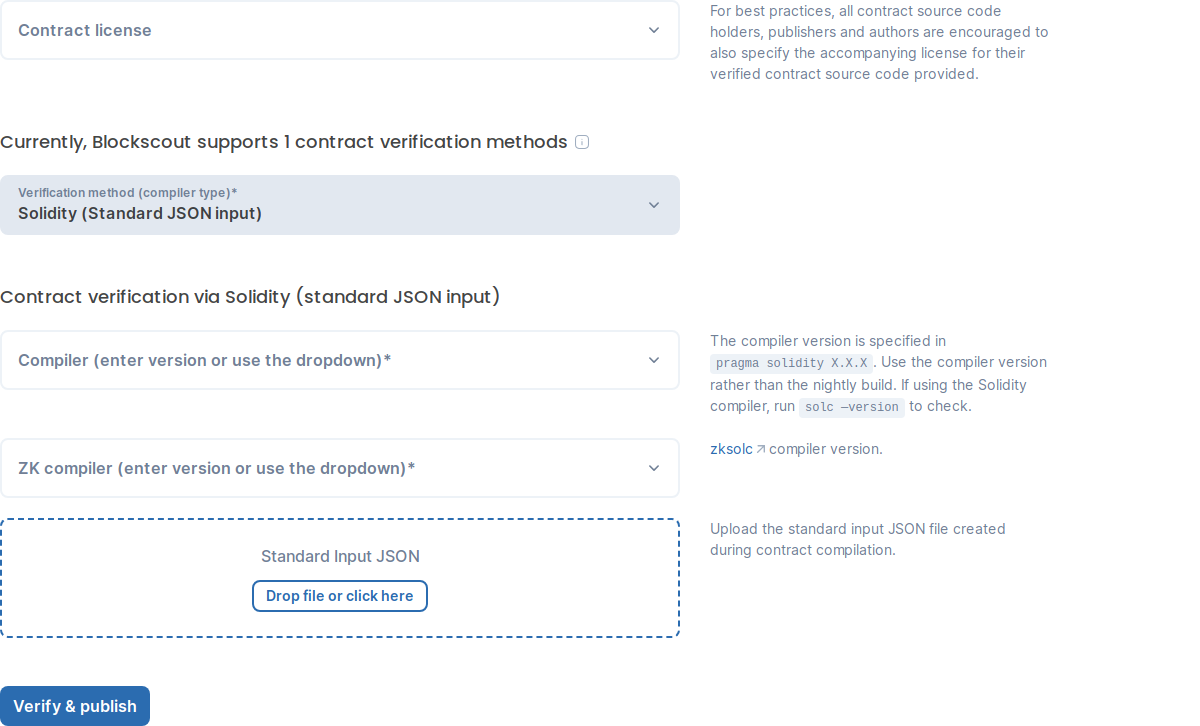 Contract license
For best practices, all contract source code
holders, publishers and authors are encouraged to
also specify the accompanying license for their
verified contract source code provided.
Currently, Blockscout supports 1 contract verification methods
Verification method (compiler type)*
Solidity (Standard JSON input)
Contract verification via Solidity (standard JSON input)
Compiler (enter version or use the dropdown)*
The compiler version is specified in
pragma solidity X.X.X. Use the compiler version
rather than the nightly build. If using the Solidity
compiler, run solc —version to check.
ZK compiler (enter version or use the dropdown)*
zksolc compiler version.
Standard Input JSON
Drop file or click here
Upload the standard input JSON file created
during contract compilation.
Verify & publish